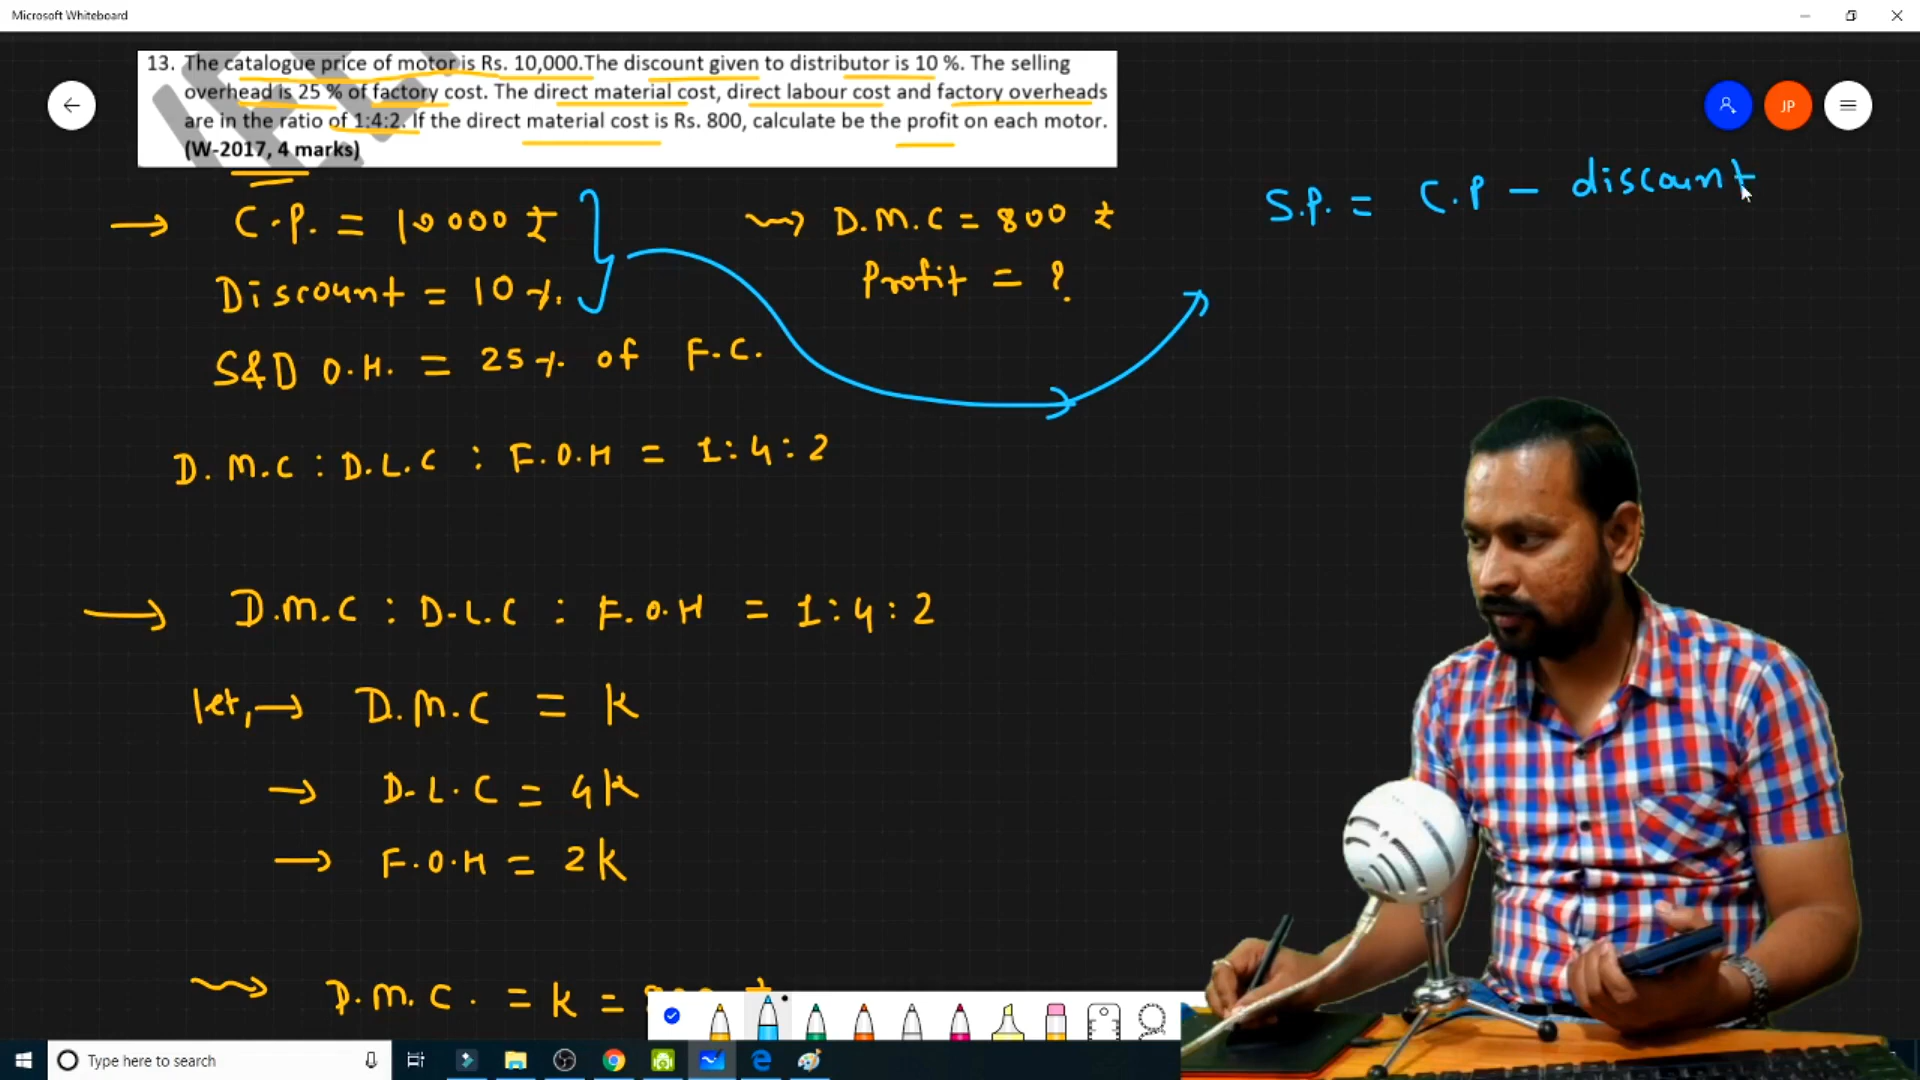 Microsoft Whiteboard
13. The catalogue price of motor is Rs. 10,000.The discount given to distributor is 10 %. The selling
overhead is 25 % of factory cost. The direct material cost, direct labour cost and factory overheads
are in the ratio of 1:4:2. If the direct material cost is Rs. 800, calculate be the profit on each motor.
(W-2017, 4 marks)
JP
→ C.P. = 10000 ₹
Discount = 10%.
S&D O.H. = 25%. of F.C.
D.M.C : D.L.C : F.O.H = 1:4:2
D.M.C = 800 ₹
Profit = ?
S.P. = C.P - discount
→ D.M.C : D.L.C : F.O.H = 1:4:2
let, → D.M.C = k
→ D.L.C = 4k
→ F.O.H = 2k
D.M.C. = k =
Type here to search